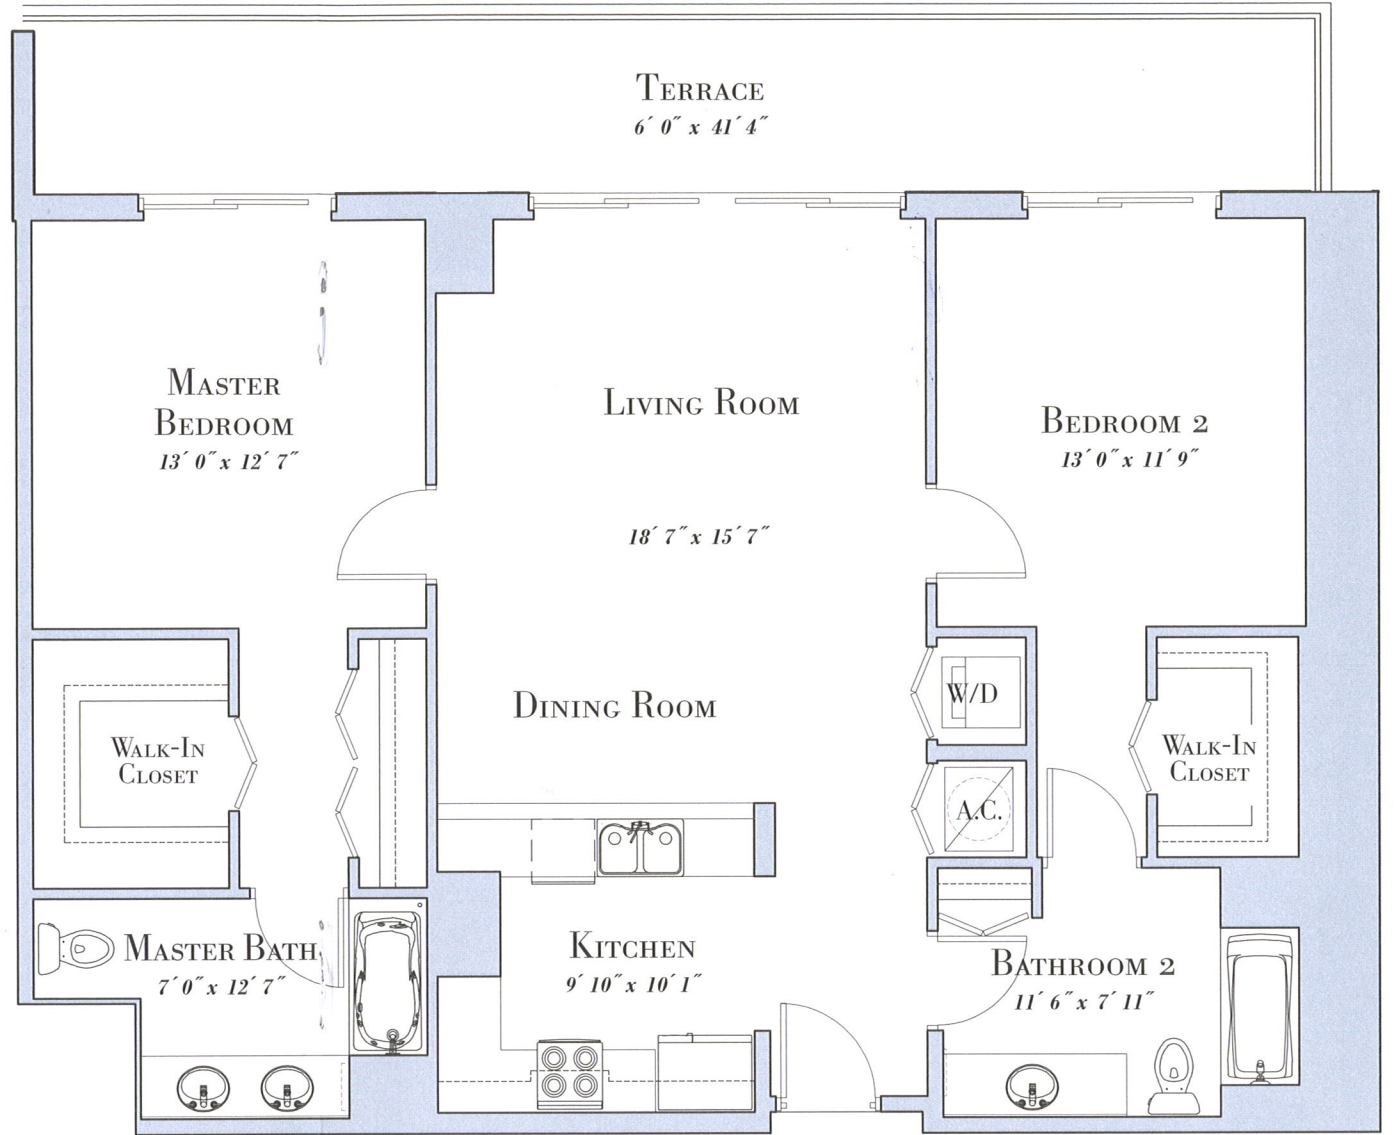 TERRACE
6´ 0˝ x 41´ 4˝
MASTER
BEDROOM
13´ 0˝ x 12´ 7˝
LIVING ROOM
18´ 7˝ x 15´ 7˝
BEDROOM 2
13´ 0˝ x 11´ 9˝
DINING ROOM
W/D
WALK-IN
CLOSET
WALK-IN
CLOSET
A.C.
MASTER BATH
7´ 0˝ x 12´ 7˝
KITCHEN
9´ 10˝ x 10´ 1˝
BATHROOM 2
11´ 6˝ x 7´ 11˝